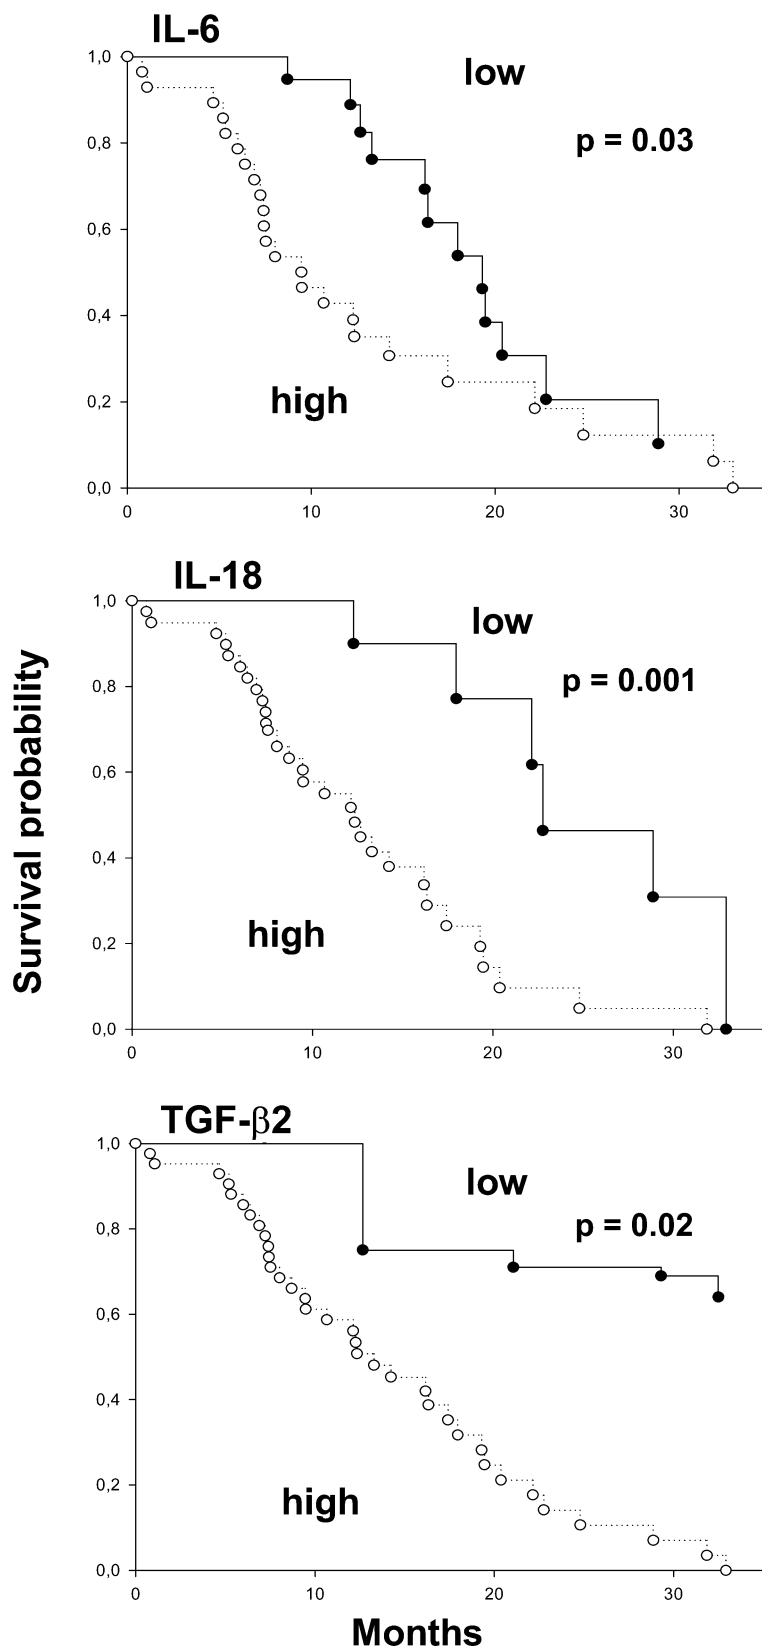 IL-6
low
p = 0.03
high
1,0
0,8
0,6
0,4
0,2
0,0
0 10 20 30
IL-18
low
p = 0.001
high
1,0
0,8
0,6
0,4
0,2
0,0
0 10 20 30
Survival probability
TGF-β2
low
p = 0.02
high
1,0
0,8
0,6
0,4
0,2
0,0
0 10 20 30
Months